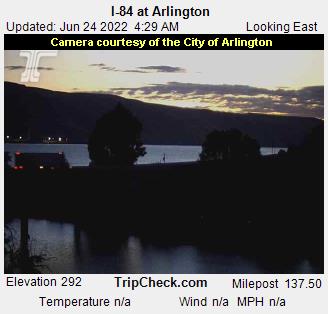 I-84 at Arlington
Updated: Jun 24 2022 4:29 AM Looking East
Camera courtesy of the City of Arlington
Elevation 292 TripCheck.com Milepost 137.50
Temperature n/a Wind n/a MPH n/a